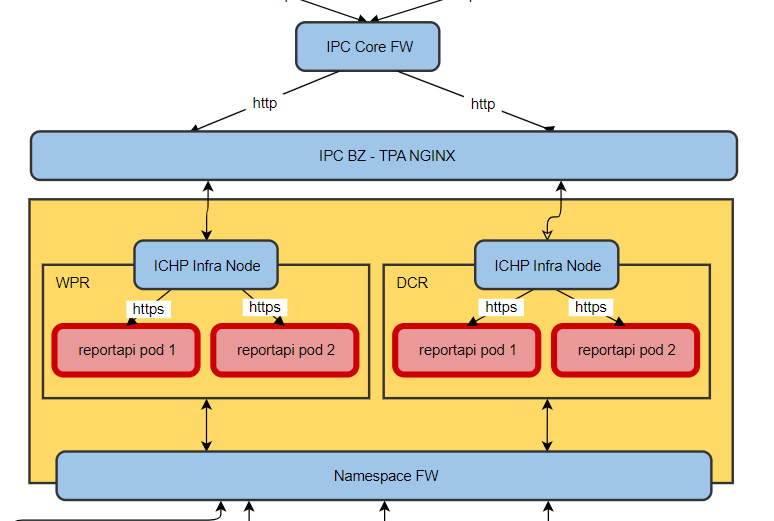 IPC Core FW
http
http
IPC BZ - TPA NGINX
ICHP Infra Node
ICHP Infra Node
WPR
DCR
https
https
https
https
reportapi pod 1
reportapi pod 2
reportapi pod 1
reportapi pod 2
Namespace FW